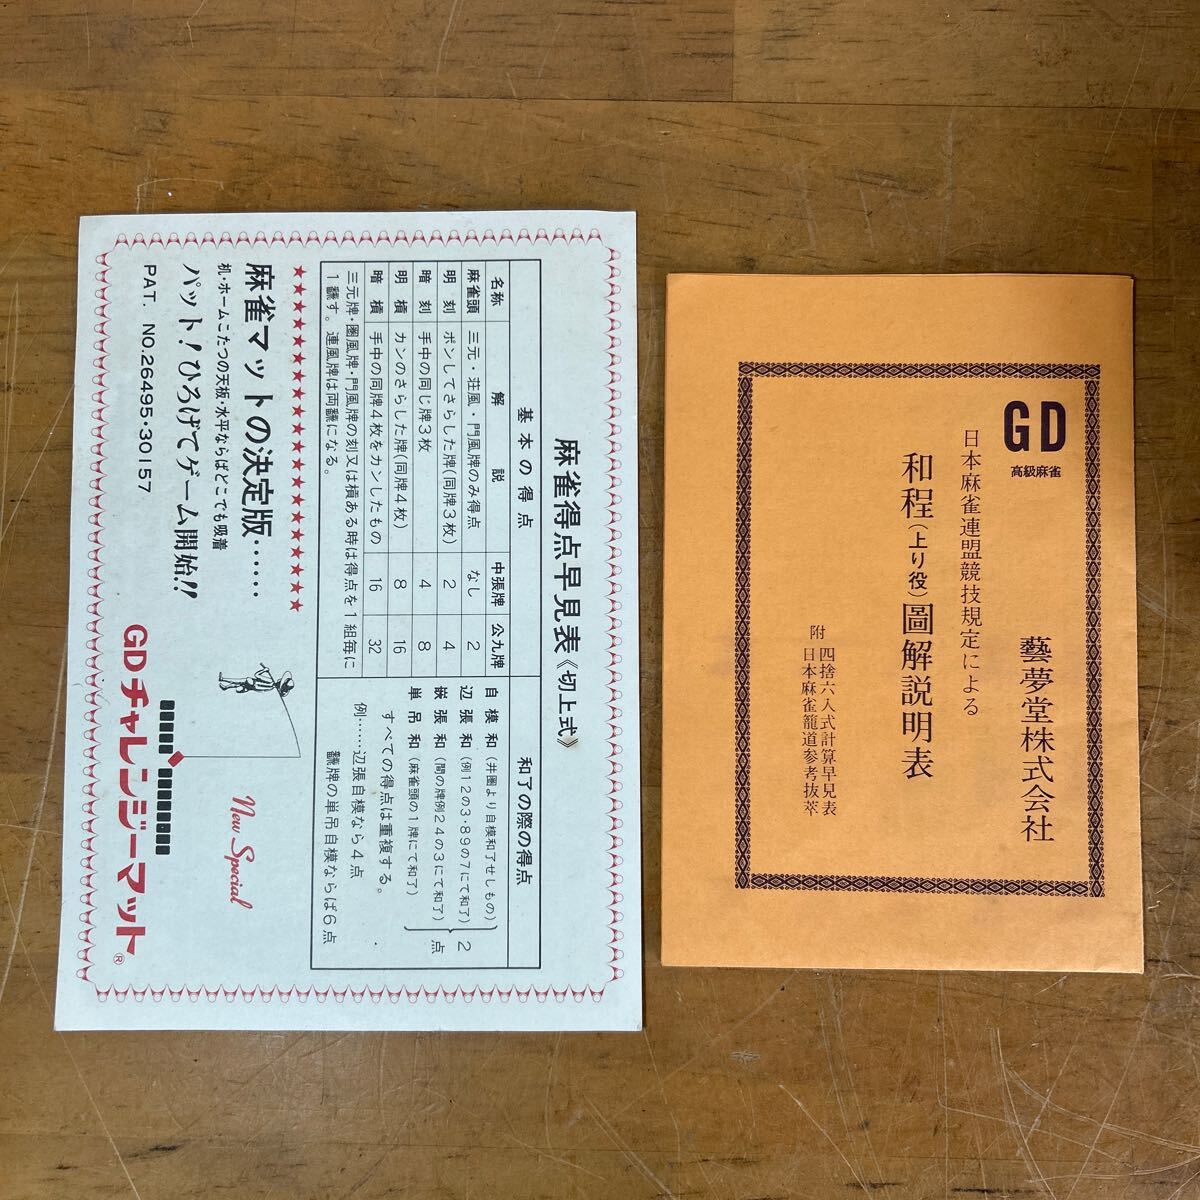 麻雀得点早見表《切上式》
基本の得点
和了の際の得点
名称
解説
中張牌
公九牌
麻雀頭
三元・荘風・門風牌のみ得点
なし
2
明刻
ポンしてさらした牌(同牌3枚)
2
4
暗刻
手中の同じ牌3枚
4
8
明槓
カンのさらした牌(同牌4枚)
8
16
暗槓
手中の同牌4枚をカンしたもの
16
32
三元牌・圏風牌・門風牌の刻又は槓ある時は得点を1組毎に
1翻す。連風牌は両翻になる。
自模和(井圏より自模和了せしもの)
辺張和(例12の3・89の7にて和了)
嵌張和(間の牌例24の3にて和了)
単吊和(麻雀頭の1牌にて和了)
2点
すべての得点は重複する。
例……辺張自模なら4点
翻牌の単吊自模ならば6点
★★★★★★★★★★★★★★★★★★★★★★
麻雀マットの決定版……
机・ホームこたつの天板・水平ならばどこでも吸着
パット!ひろげてゲーム開始!!
PAT. NO.26495・30157
New Special
GDチャレンジーマット®
GD
高級麻雀
藝夢堂株式会社
日本麻雀連盟競技規定による
和程(上り役)圖解説明表
附
四捨六入式計算早見表
日本麻雀籠道参考抜萃